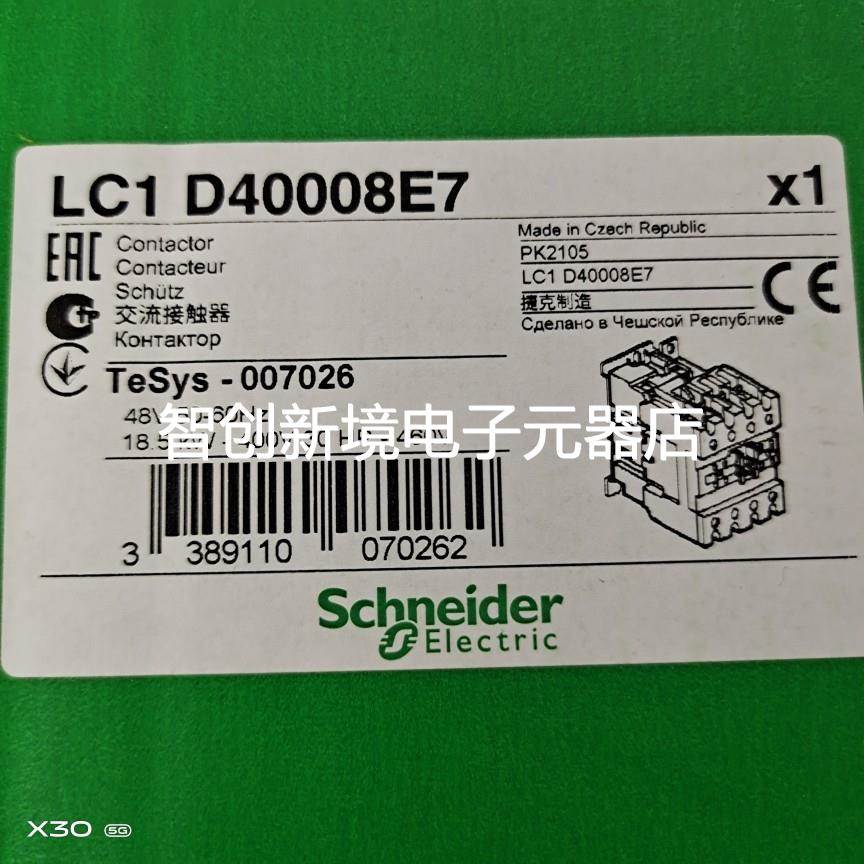 LC1 D40008E7
x1
EAC
Contactor
Contacteur
Schütz
交流接触器
Контактор
Made in Czech Republic
PK2105
LC1 D40008E7
捷克制造
Сделано в Чешской Республике
CE
TeSys - 007026
48V
智创新境电子元器店
3 389110 070262
Schneider
Electric
X30 5G